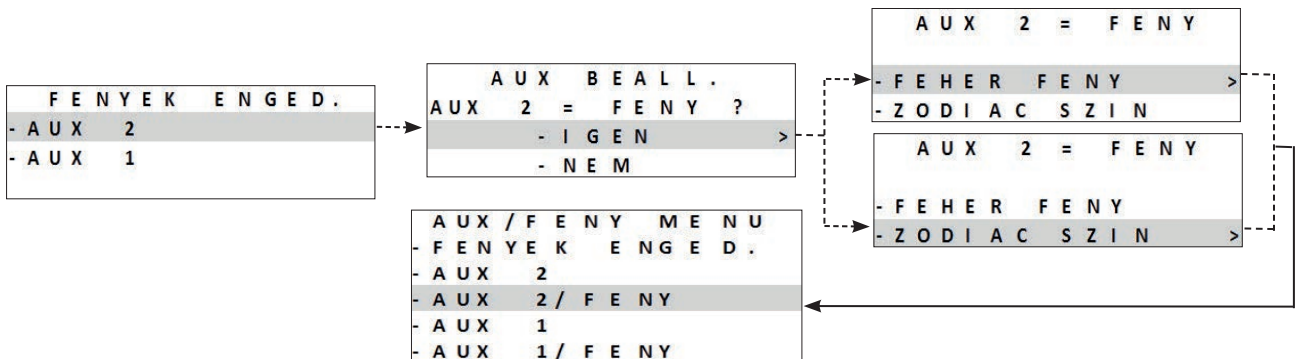 FENYEK ENGED.
- AUX 2
- AUX 1
AUX BEALL.
AUX 2 = FENY ?
- IGEN >
- NEM
AUX 2 = FENY
- FEHER FENY >
- ZODIAC SZIN
AUX 2 = FENY
- FEHER FENY
- ZODIAC SZIN >
AUX/FENY MENU
- FENYEK ENGED.
- AUX 2
- AUX 2/FENY
- AUX 1
- AUX 1/FENY